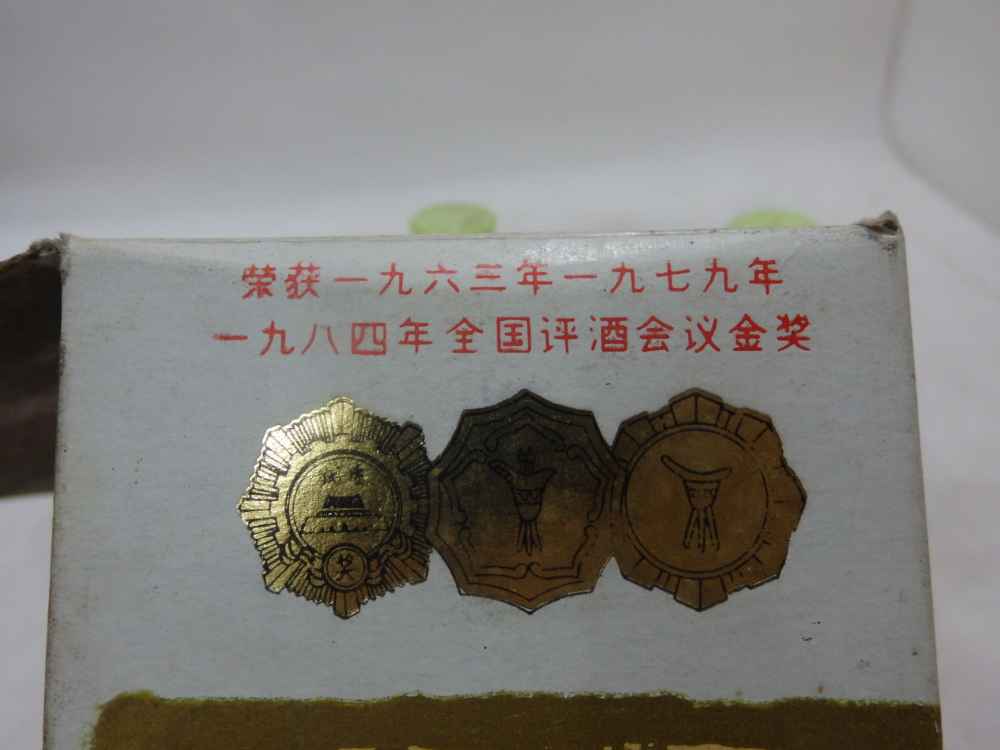 荣获一九六三年一九七九年
一九八四年全国评酒会议金奖
奖